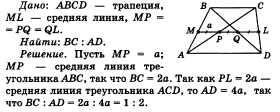 Дано: ABCD — трапеция,
ML — средняя линия, MP =
= PQ = QL.
Найти: BC : AD.
Решение. Пусть MP = a;
MP — средняя линия тре-
угольника ABC, так что BC = 2a. Так как PL = 2a —
средняя линия треугольника ACD, то AD = 4a, так
что BC : AD = 2a : 4a = 1 : 2.
B
C
a
M
L
P
Q
A
D